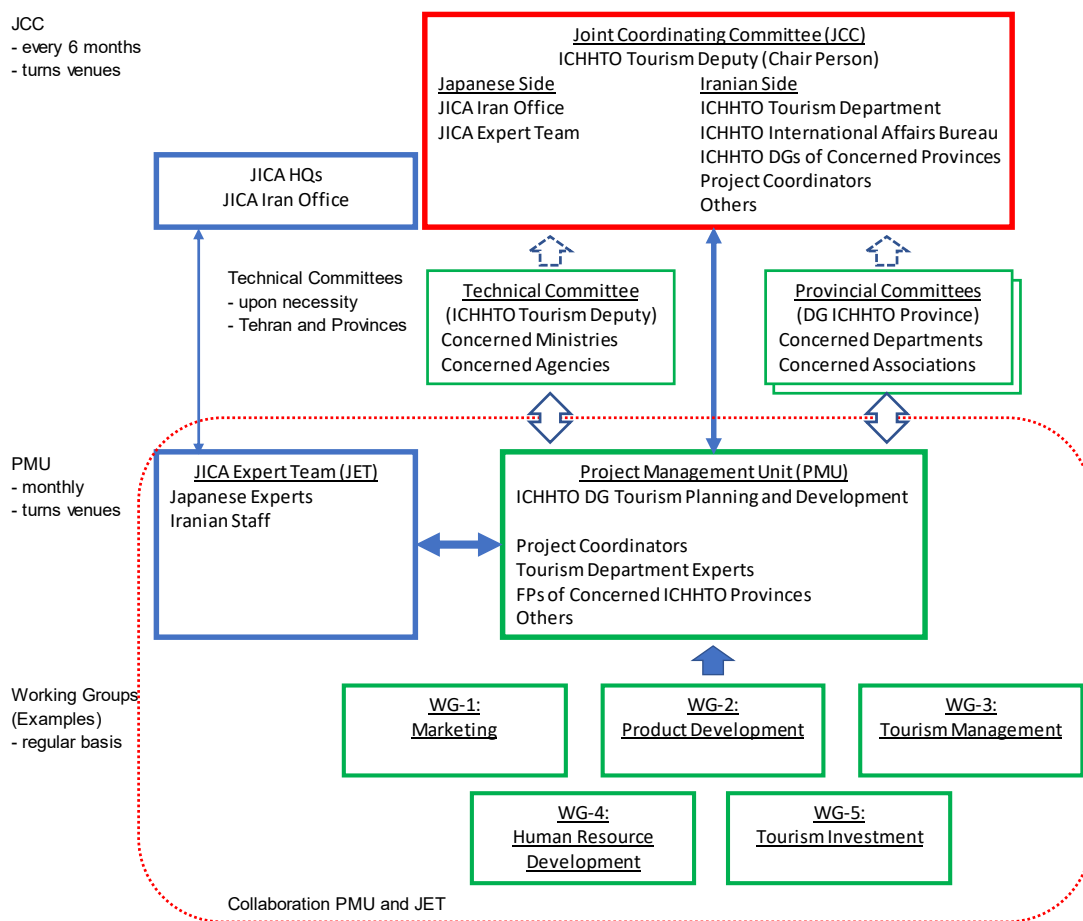 JCC
- every 6 months
- turns venues
Joint Coordinating Committee (JCC)
ICHHTO Tourism Deputy (Chair Person)
Japanese Side
JICA Iran Office
JICA Expert Team
Iranian Side
ICHHTO Tourism Department
ICHHTO International Affairs Bureau
ICHHTO DGs of Concerned Provinces
Project Coordinators
Others
JICA HQs
JICA Iran Office
Technical Committees
- upon necessity
- Tehran and Provinces
Technical Committee
(ICHHTO Tourism Deputy)
Concerned Ministries
Concerned Agencies
Provincial Committees
(DG ICHHTO Province)
Concerned Departments
Concerned Associations
PMU
- monthly
- turns venues
JICA Expert Team (JET)
Japanese Experts
Iranian Staff
Project Management Unit (PMU)
ICHHTO DG Tourism Planning and Development
Project Coordinators
Tourism Department Experts
FPs of Concerned ICHHTO Provinces
Others
Working Groups
(Examples)
- regular basis
WG-1:
Marketing
WG-2:
Product Development
WG-3:
Tourism Management
WG-4:
Human Resource
Development
WG-5:
Tourism Investment
Collaboration PMU and JET